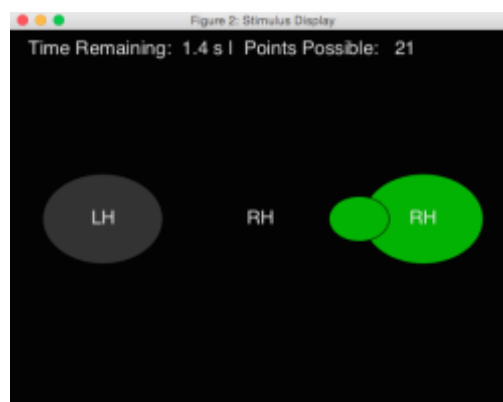 Figure 2: Stimulus Display
Time Remaining: 1.4 s I Points Possible: 21
LH RH RH